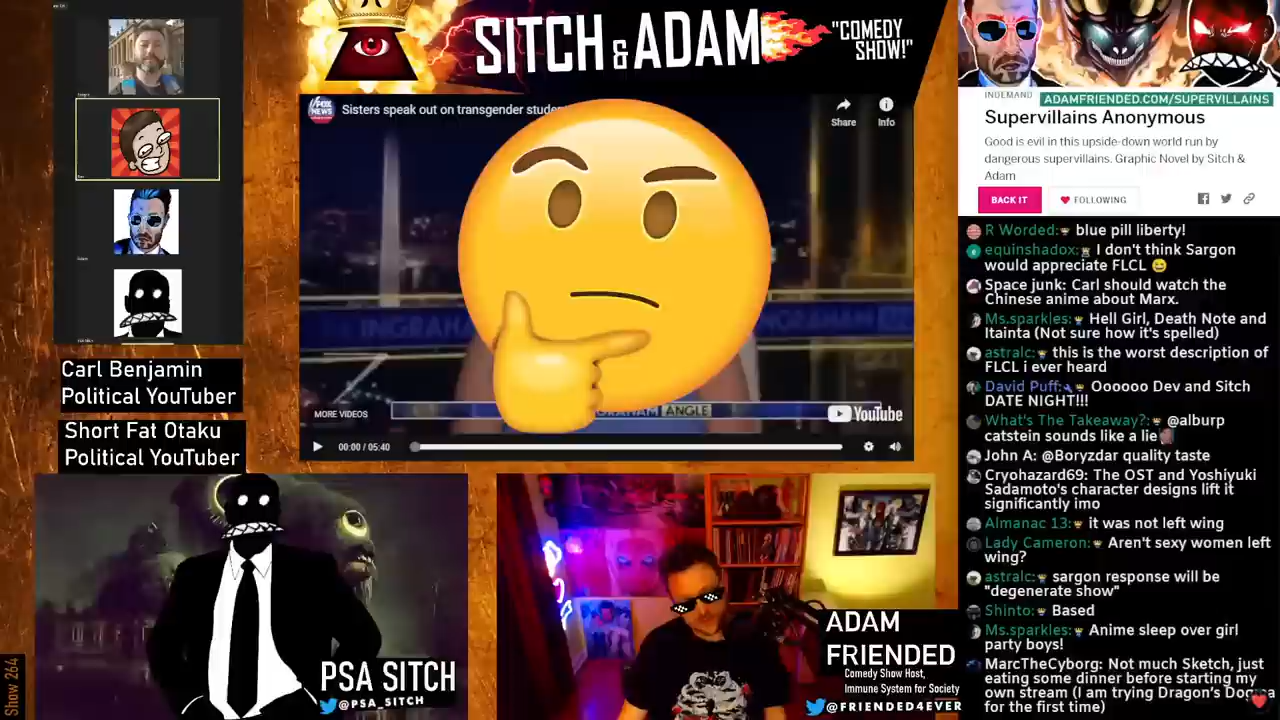 SITCH & ADAM
"COMEDY
SHOW!"
FOX
NEWS
Sisters speak out on transgender stude
Share
Info
INGRAHA
NGRAHAM
MORE VIDEOS
GRAHAM ANGLE
YouTube
00:00 / 05:40
Carl Benjamin
Political YouTuber
Short Fat Otaku
Political YouTuber
PSA SITCH
@PSA_SITCH
Show 264
ADAM
FRIENDED
Comedy Show Host,
Immune System for Society
@FRIENDED4EVER
INDEMAND
ADAMFRIENDED.COM/SUPERVILLAINS
Supervillains Anonymous
Good is evil in this upside-down world run by
dangerous supervillains. Graphic Novel by Sitch &
Adam
BACK IT
FOLLOWING
R Worded: blue pill liberty!
equinshadox: I don't think Sargon
would appreciate FLCL 😅
Space junk: Carl should watch the
Chinese anime about Marx.
Ms.sparkles: Hell Girl, Death Note and
Itainta (Not sure how it's spelled)
astralc: this is the worst description of
FLCL i ever heard
David Puff: Oooooo Dev and Sitch
DATE NIGHT!!!
What's The Takeaway?: @alburp
catstein sounds like a lie
John A: @Boryzdar quality taste
Cryohazard69: The OST and Yoshiyuki
Sadamoto's character designs lift it
significantly imo
Almanac 13: it was not left wing
Lady Cameron: Aren't sexy women left
wing?
astralc: sargon response will be
"degenerate show"
Shinto: Based
Ms.sparkles: Anime sleep over girl
party boys!
MarcTheCyborg: Not much Sketch, just
eating some dinner before starting my
own stream (I am trying Dragon's Dogma
for the first time)